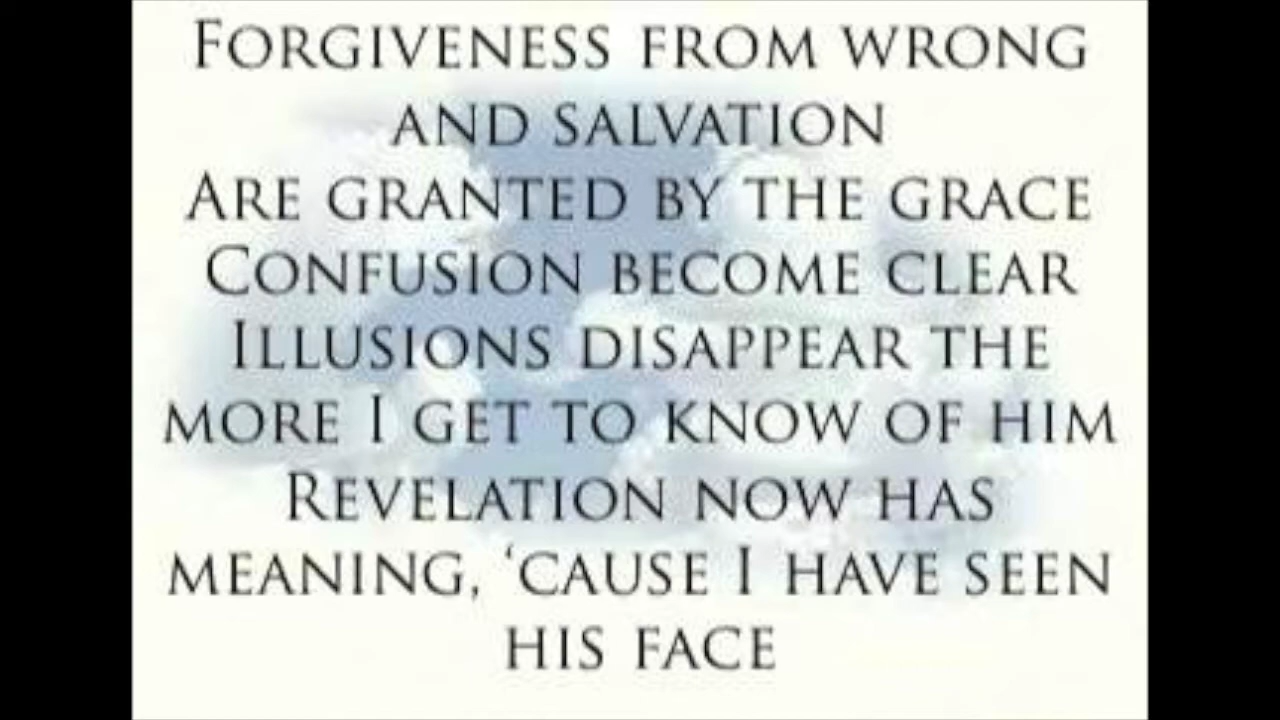 Forgiveness from wrong
and salvation
Are granted by the grace
Confusion become clear
Illusions disappear the
more I get to know of him
Revelation now has
meaning, ‘cause I have seen
his face